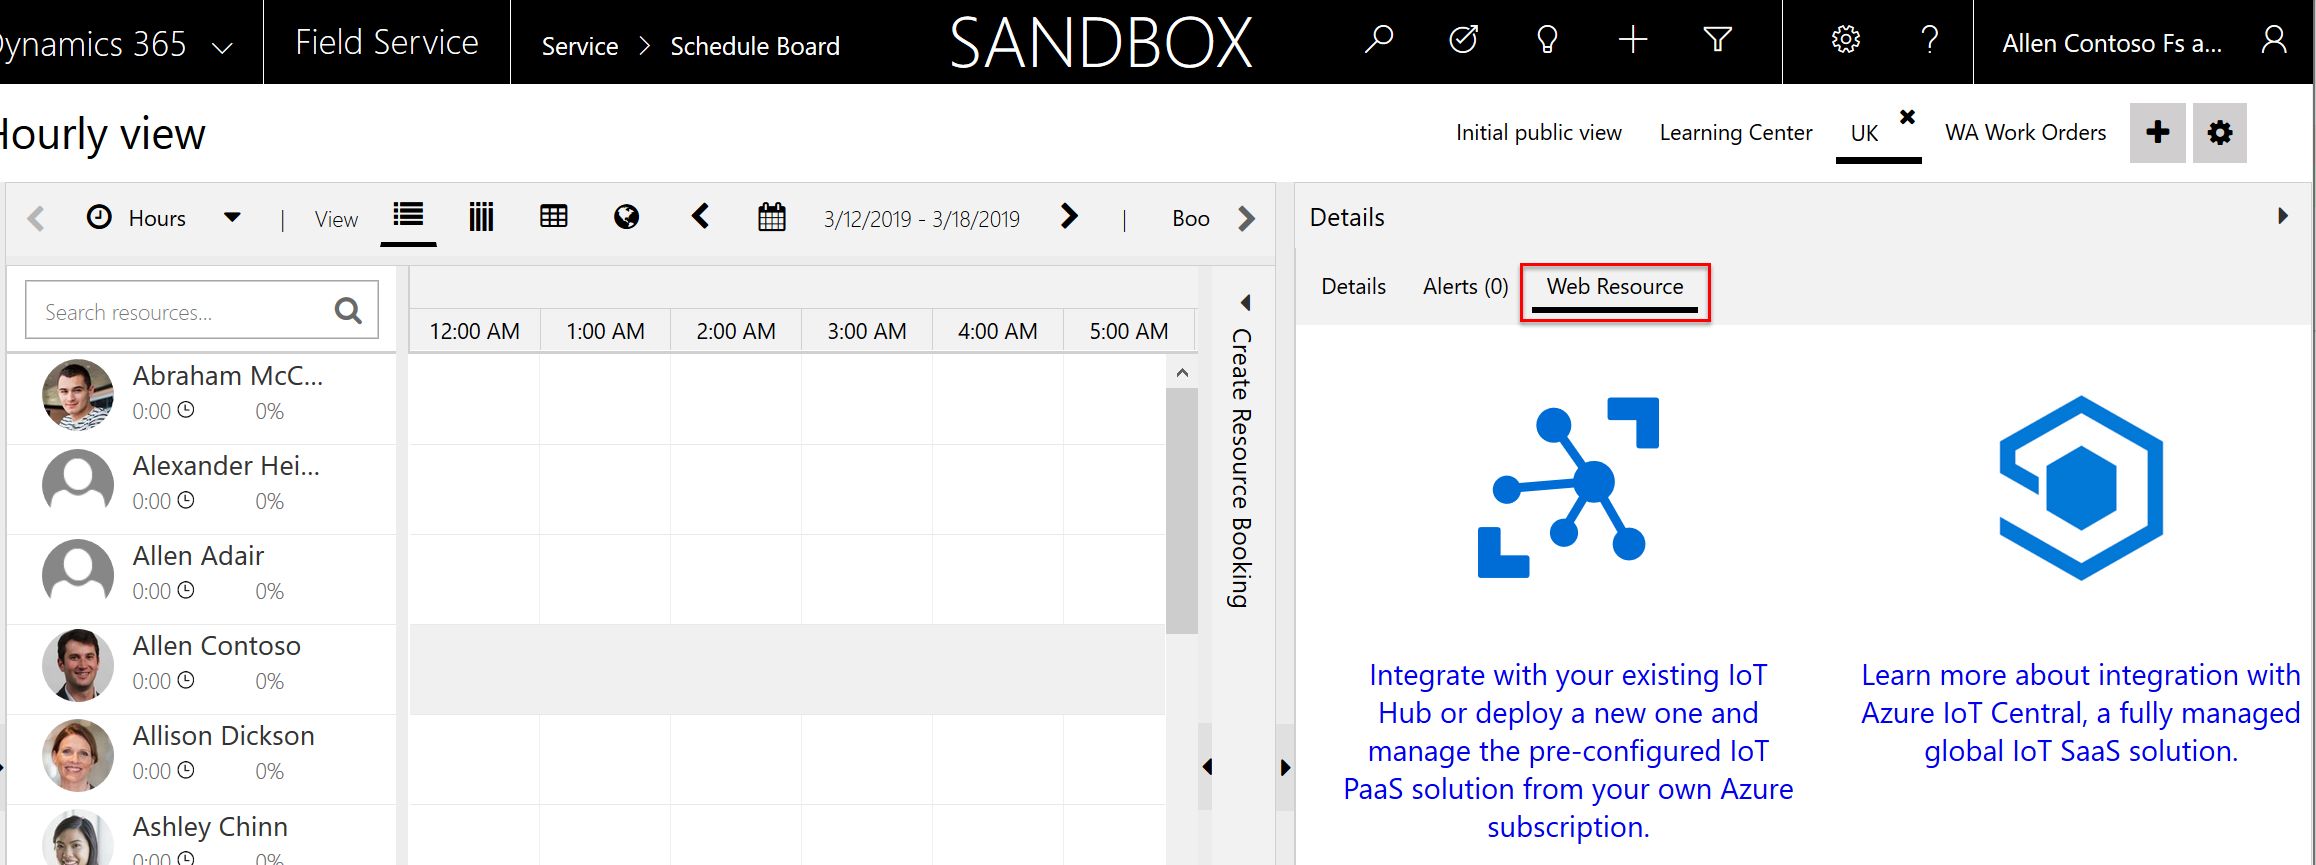 Dynamics 365
Field Service
Service > Schedule Board
SANDBOX
?
Allen Contoso Fs a...
Hourly view
Initial public view
Learning Center
UK
WA Work Orders
Hours
|
View
3/12/2019 - 3/18/2019
|
Boo
Search resources...
12:00 AM
1:00 AM
2:00 AM
3:00 AM
4:00 AM
5:00 AM
Abraham McC...
0:00
0%
Alexander Hei...
0:00
0%
Allen Adair
0:00
0%
Allen Contoso
0:00
0%
Allison Dickson
0:00
0%
Ashley Chinn
0:00
0%
Create Resource Booking
Details
Details
Alerts (0)
Web Resource
Integrate with your existing IoT
Hub or deploy a new one and
manage the pre-configured IoT
PaaS solution from your own Azure
subscription.
Learn more about integration with
Azure IoT Central, a fully managed
global IoT SaaS solution.